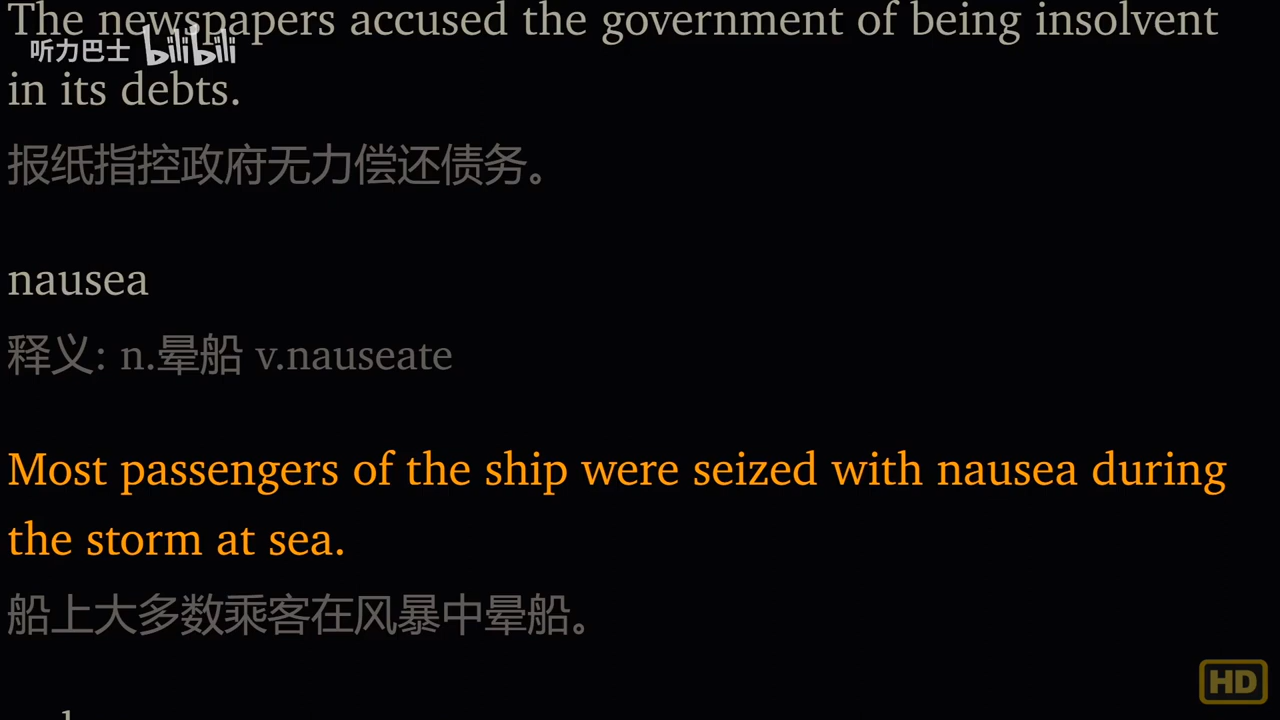 The newspapers accused the government of being insolvent
听力巴士 bilibili
in its debts.
报纸指控政府无力偿还债务。
nausea
释义: n.晕船 v.nauseate
Most passengers of the ship were seized with nausea during
the storm at sea.
船上大多数乘客在风暴中晕船。
HD